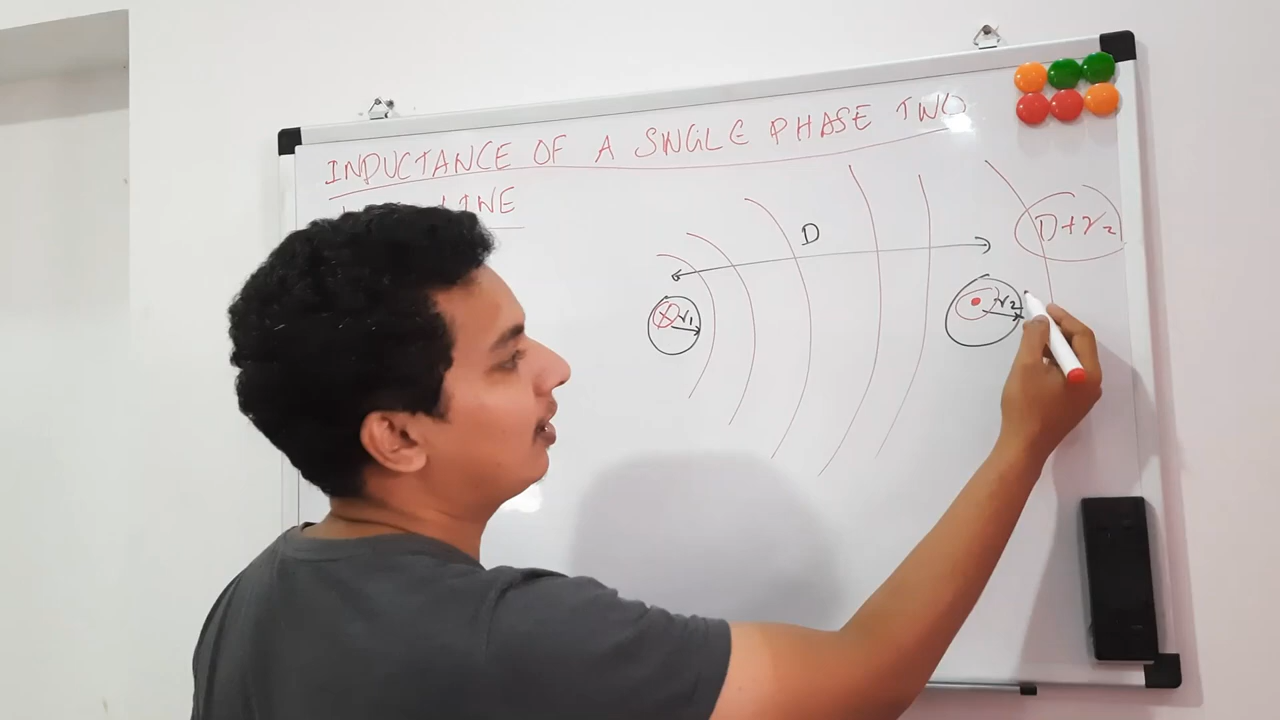 INDUCTANCE OF A SINGLE PHASE TWO
LINE
D
D+r₂
r₁
r₂